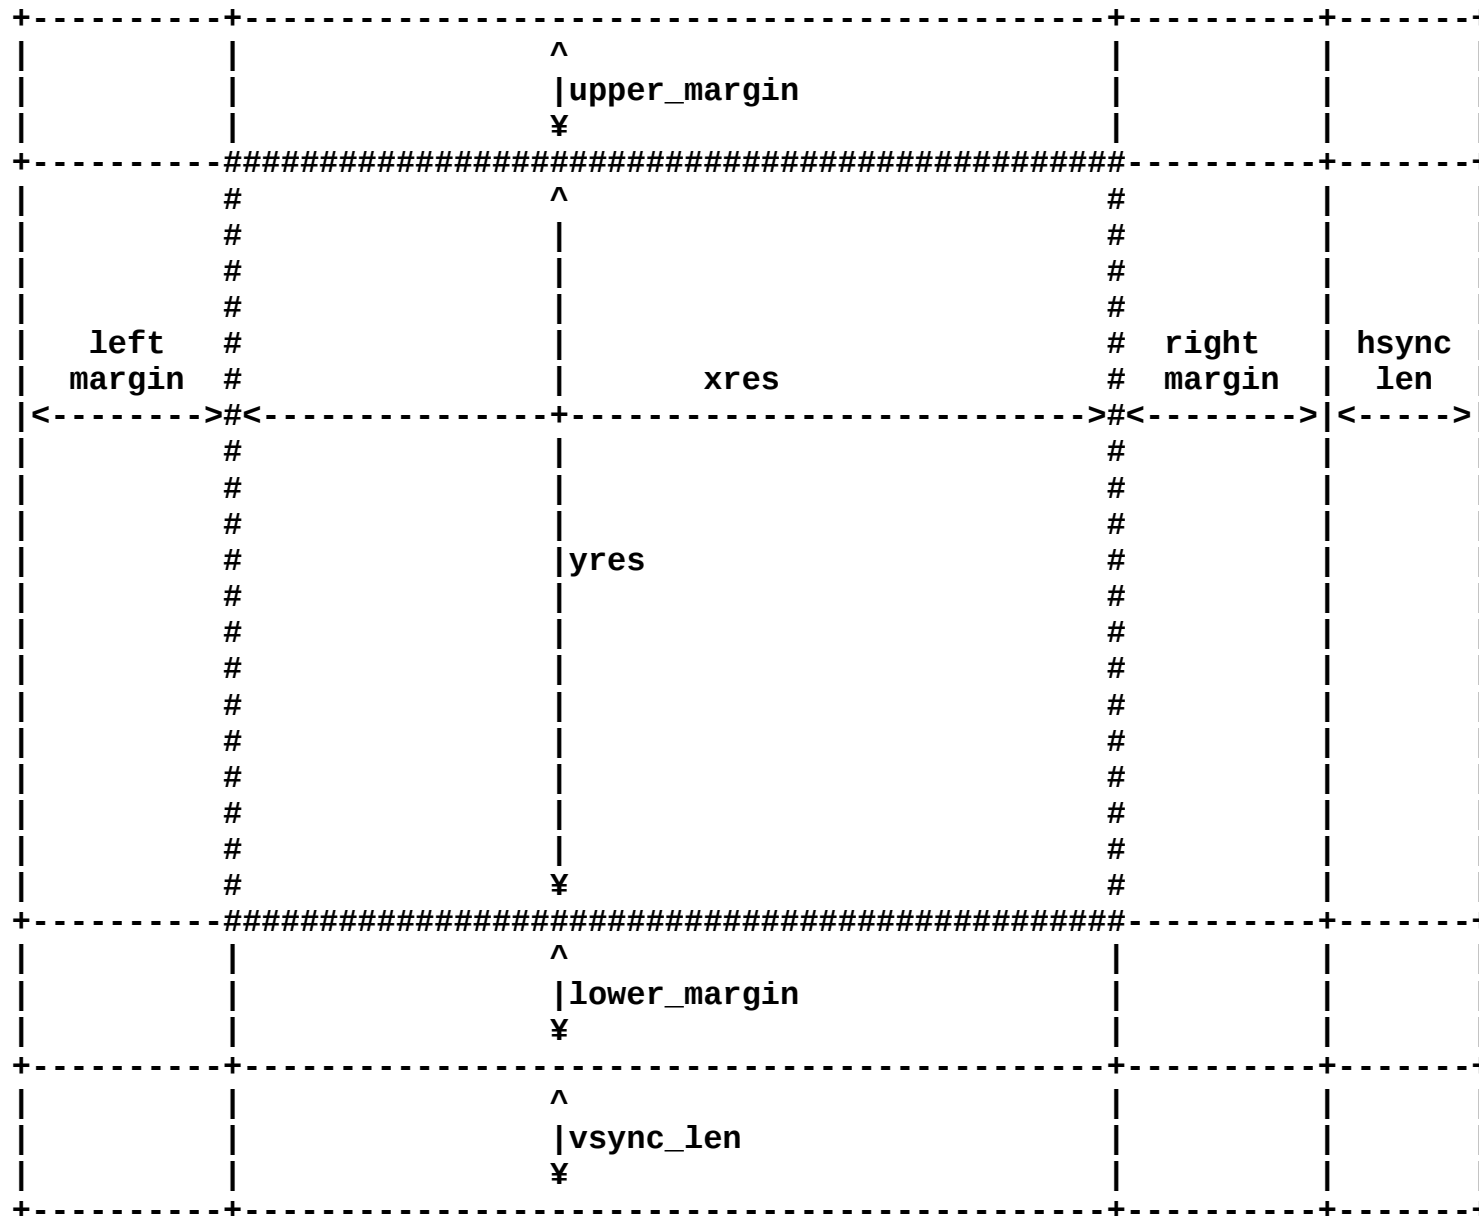 +----------+---------------------------------------------+----------+-------+
|          |                ^                            |          |       |
|          |                |upper_margin                |          |       |
|          |                ¥                            |          |       |
+----------###############################################----------+-------+
|          #                ^                            #          |       |
|          #                |                            #          |       |
|          #                |                            #          |       |
|          #                |                            #          |       |
|   left   #                |                            #  right   | hsync |
|  margin  #                |       xres                 #  margin  |  len  |
|<-------->#<---------------+--------------------------->#<-------->|<----->|
|          #                |                            #          |       |
|          #                |                            #          |       |
|          #                |                            #          |       |
|          #                |yres                        #          |       |
|          #                |                            #          |       |
|          #                |                            #          |       |
|          #                |                            #          |       |
|          #                |                            #          |       |
|          #                |                            #          |       |
|          #                |                            #          |       |
|          #                |                            #          |       |
|          #                |                            #          |       |
|          #                ¥                            #          |       |
+----------###############################################----------+-------+
|          |                ^                            |          |       |
|          |                |lower_margin                |          |       |
|          |                ¥                            |          |       |
+----------+---------------------------------------------+----------+-------+
|          |                ^                            |          |       |
|          |                |vsync_len                   |          |       |
|          |                ¥                            |          |       |
+----------+---------------------------------------------+----------+-------+